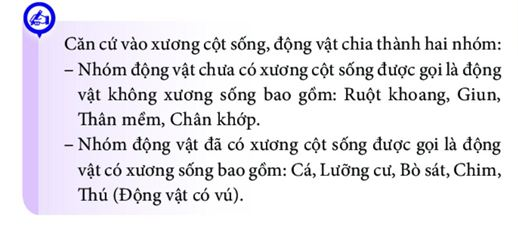 Căn cứ vào xương cột sống, động vật chia thành hai nhóm:
– Nhóm động vật chưa có xương cột sống được gọi là động
vật không xương sống bao gồm: Ruột khoang, Giun,
Thân mềm, Chân khớp.
– Nhóm động vật đã có xương cột sống được gọi là động
vật có xương sống bao gồm: Cá, Lưỡng cư, Bò sát, Chim,
Thú (Động vật có vú).